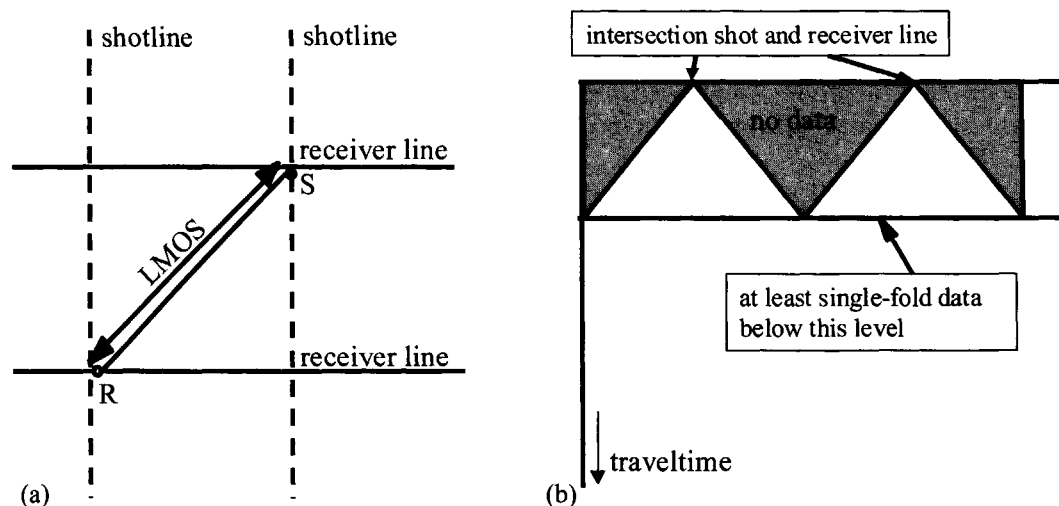 shotline
shotline
receiver line
S
LMOS
receiver line
R
(a)
intersection shot and receiver line
no data
at least single-fold data
below this level
traveltime
(b)